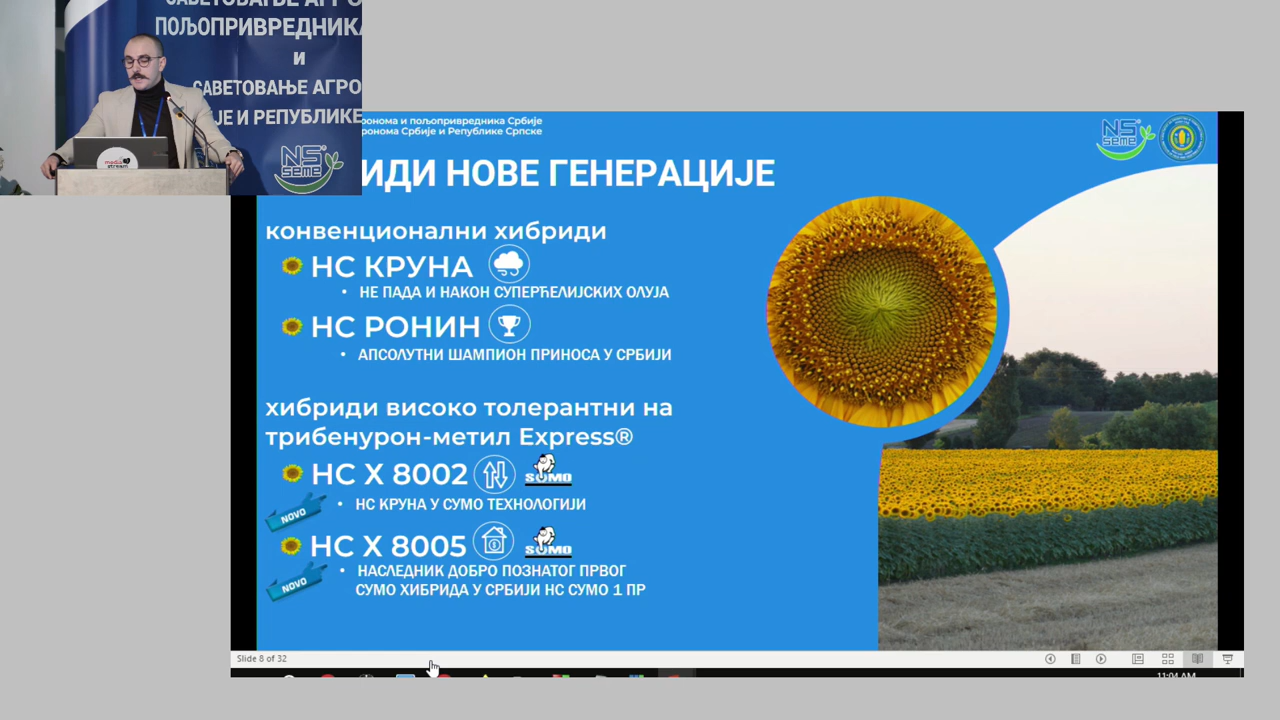 ПОЉОПРИВРЕДНИКА
и
САВЕТОВАЊЕ АГРО
ЈЕ И РЕПУБЛИКЕ
NS
seme
media
stream
онома и пољопривредника Србије
ронома Србије и Републике Српске
NS
seme
ИДИ НОВЕ ГЕНЕРАЦИЈЕ
конвенционални хибриди
НС КРУНА
• НЕ ПАДА И НАКОН СУПЕРЋЕЛИЈСКИХ ОЛУЈА
НС РОНИН
• АПСОЛУТНИ ШАМПИОН ПРИНОСА У СРБИЈИ
хибриди високо толерантни на
трибенурон-метил Express®
НС Х 8002
SUMO
NOVO
• НС КРУНА У СУМО ТЕХНОЛОГИЈИ
НС Х 8005
SUMO
NOVO
• НАСЛЕДНИК ДОБРО ПОЗНАТОГ ПРВОГ
СУМО ХИБРИДА У СРБИЈИ НС СУМО 1 ПР
Slide 8 of 32
11:04 AM